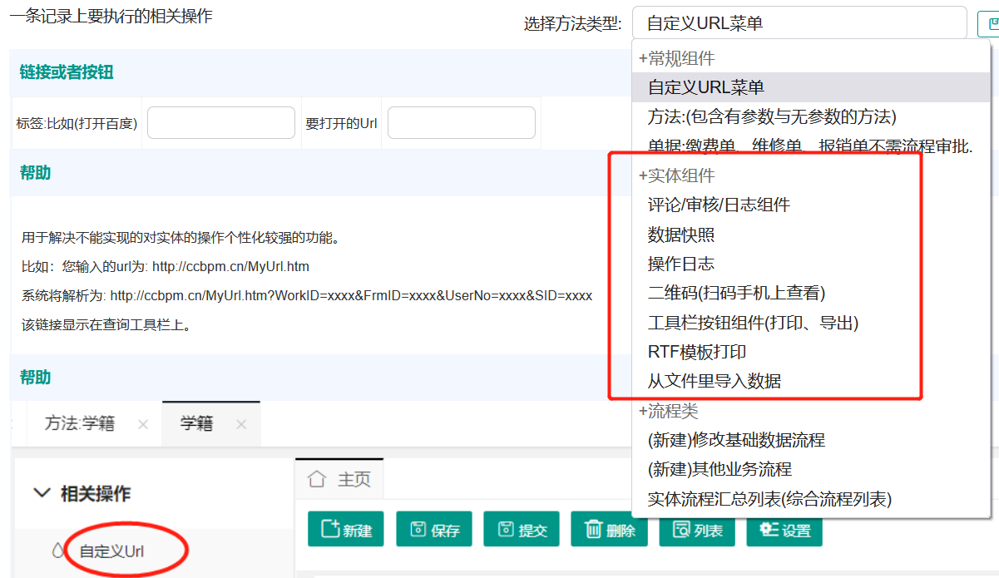 一条记录上要执行的相关操作
选择方法类型:
自定义URL菜单
+常规组件
自定义URL菜单
方法:(包含有参数与无参数的方法)
单据:缴费单、维修单、报销单不需流程审批.
+实体组件
评论/审核/日志组件
数据快照
操作日志
二维码(扫码手机上查看)
工具栏按钮组件(打印、导出)
RTF模板打印
从文件里导入数据
+流程类
(新建)修改基础数据流程
(新建)其他业务流程
实体流程汇总列表(综合流程列表)
链接或者按钮
标签:比如(打开百度)
要打开的Url
帮助
用于解决不能实现的对实体的操作个性化较强的功能。
比如：您输入的url为: http://ccbpm.cn/MyUrl.htm
系统将解析为: http://ccbpm.cn/MyUrl.htm?WorkID=xxxx&FrmID=xxxx&UserNo=xxxx&SID=xxxx
该链接显示在查询工具栏上。
帮助
方法:学籍 ×
学籍 ×
相关操作
自定义Url
主页
新建
保存
提交
删除
列表
设置